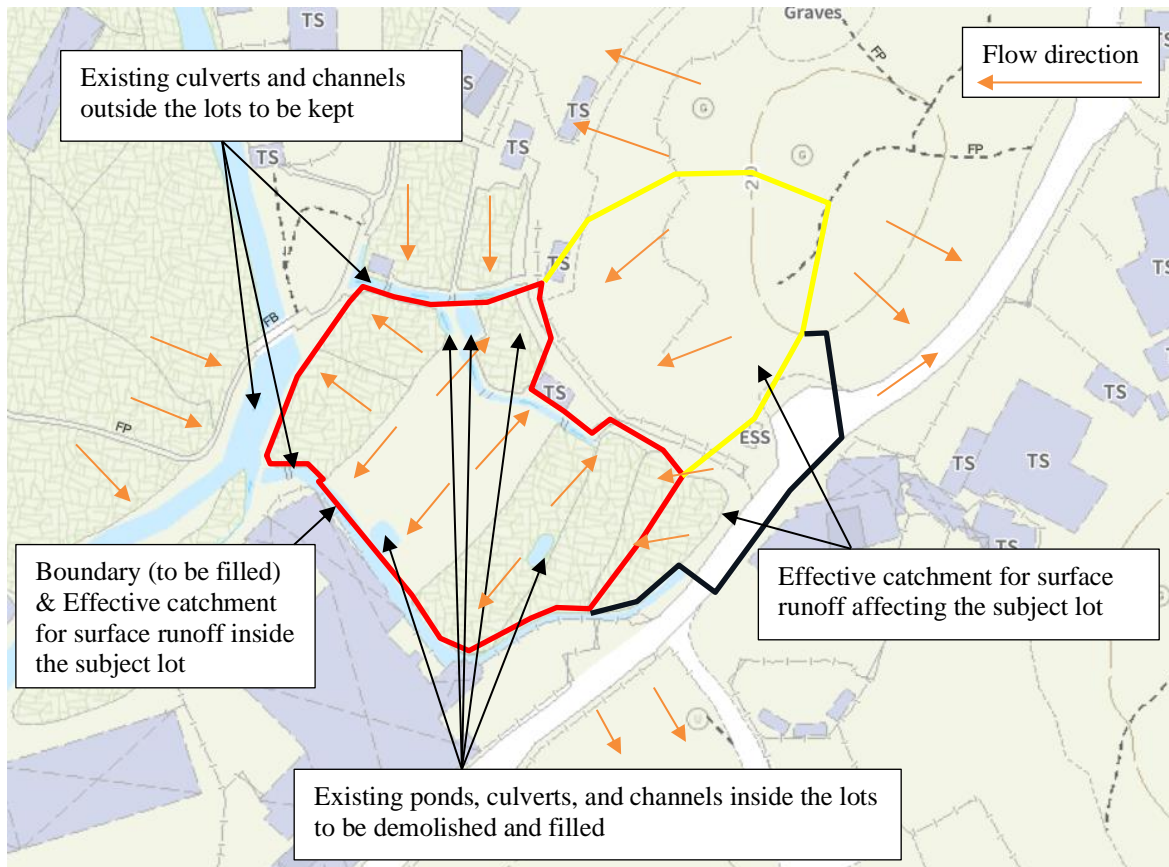 TS
Graves
TS
Flow direction
Existing culverts and channels
outside the lots to be kept
S
FP
TS
G
TS
TS
G
FP
20
TS
TS
FB
TS
TS
FP
ESS
TS
TS
TS
TS
Boundary (to be filled)
& Effective catchment
for surface runoff inside
the subject lot
Effective catchment for surface
runoff affecting the subject lot
Existing ponds, culverts, and channels inside the lots
to be demolished and filled